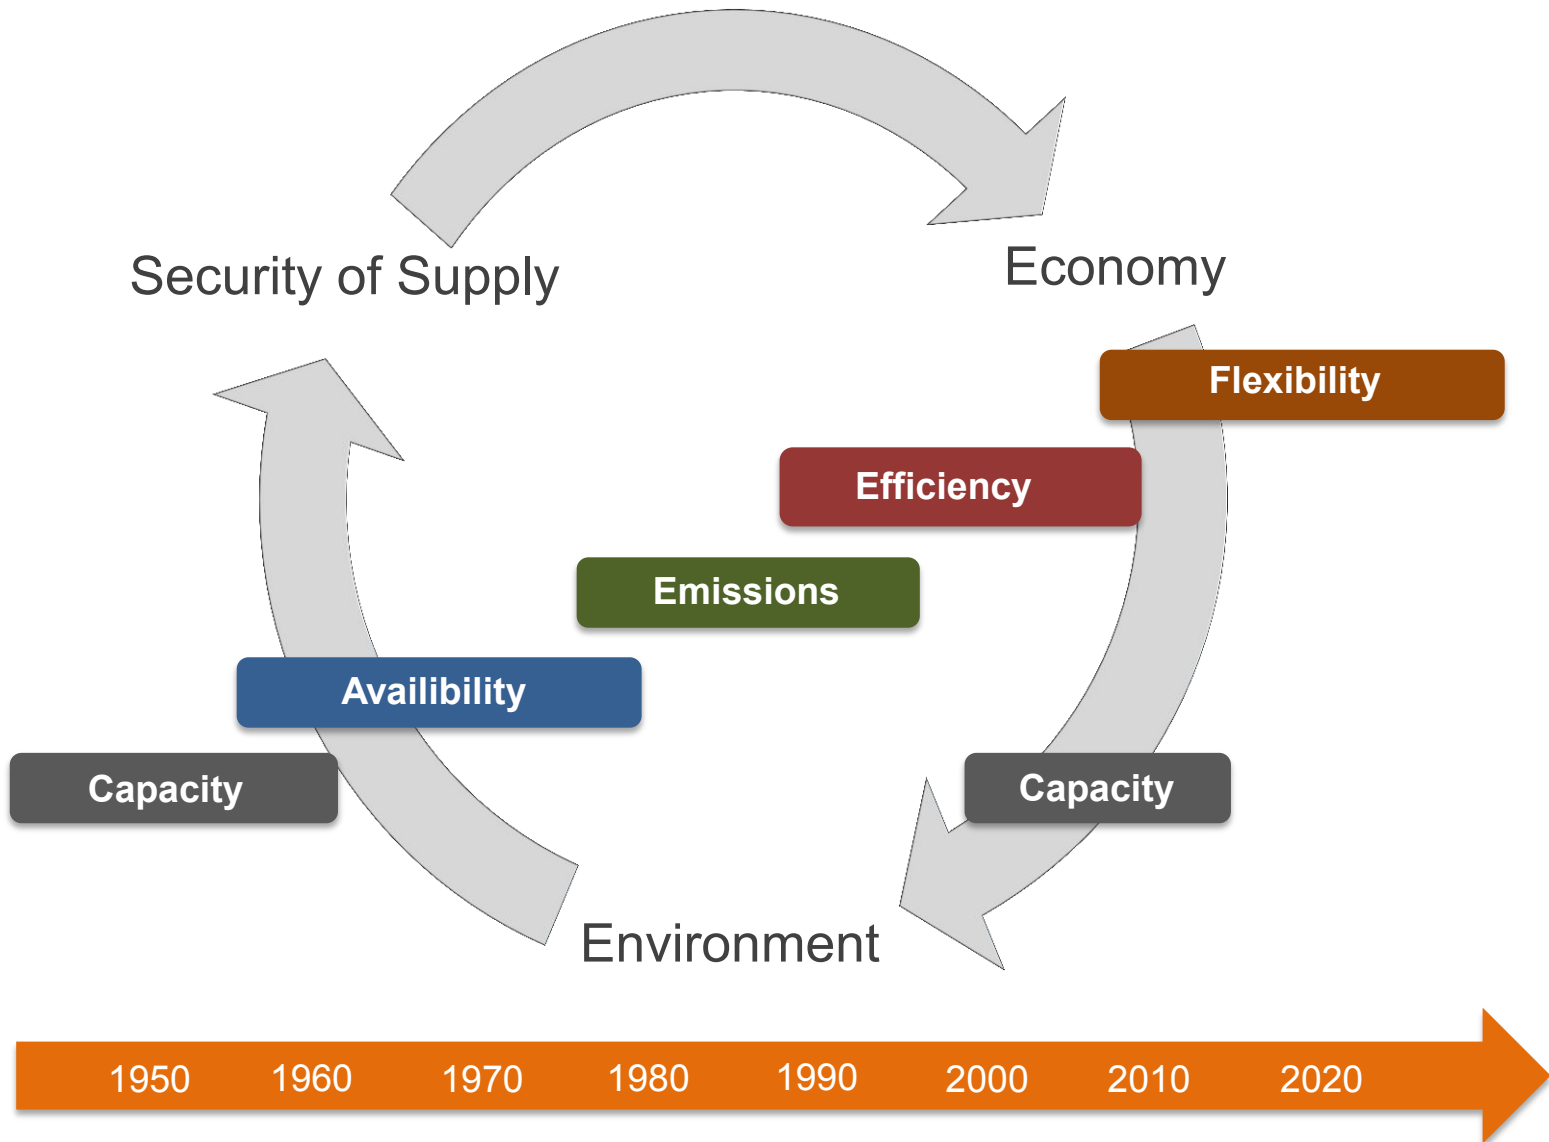 Security of Supply
Economy
Flexibility
Efficiency
Emissions
Availibility
Capacity
Capacity
Environment
1950 1960 1970 1980 1990 2000 2010 2020